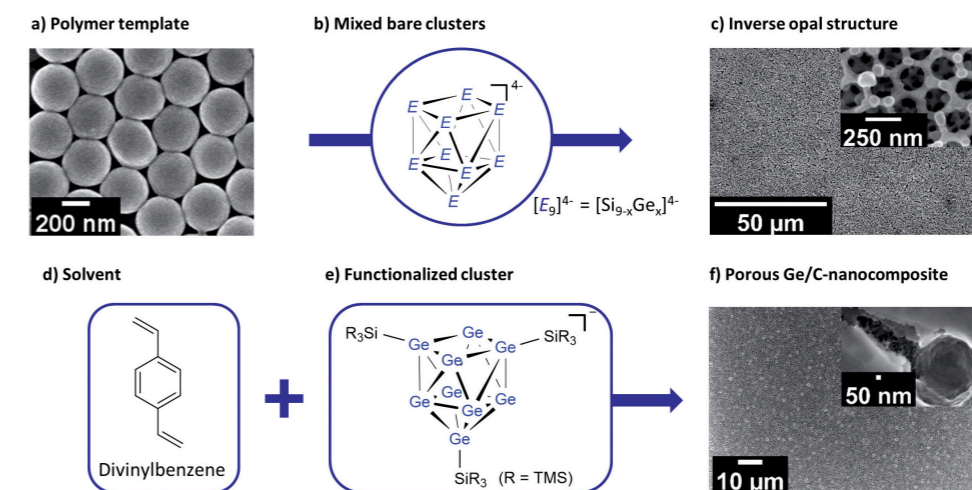 a) Polymer template
b) Mixed bare clusters
c) Inverse opal structure
200 nm
E
E
E
E
E
E
E
E
E
4-
[E₉]⁴⁻ = [Si₉₋ₓGeₓ]⁴⁻
250 nm
50 µm
d) Solvent
e) Functionalized cluster
f) Porous Ge/C-nanocomposite
Divinylbenzene
+
R₃Si
Ge
Ge
Ge
SiR₃
–
Ge
Ge
Ge
Ge
Ge
Ge
SiR₃ (R = TMS)
50 nm
10 µm